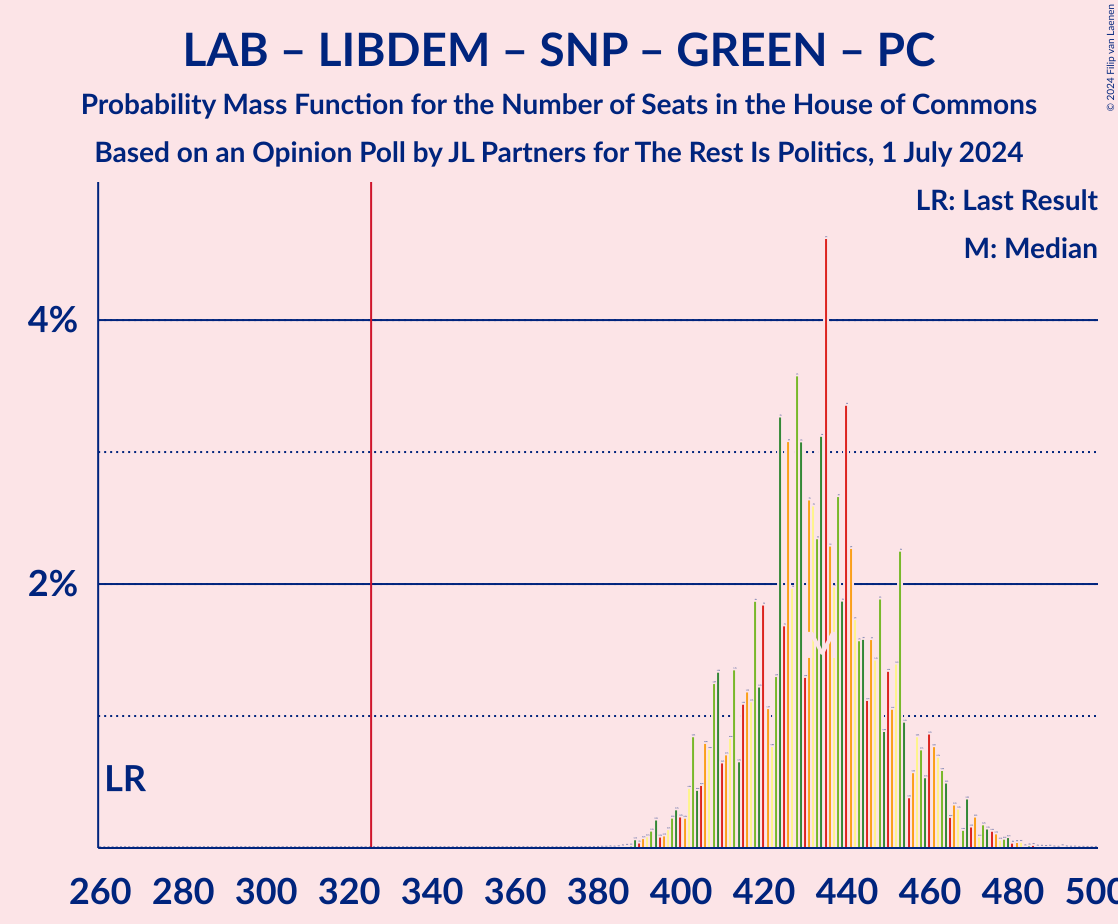 LAB – LIBDEM – SNP – GREEN – PC
Probability Mass Function for the Number of Seats in the House of Commons
Based on an Opinion Poll by JL Partners for The Rest Is Politics, 1 July 2024
© 2024 Filip van Laenen
LR: Last Result
M: Median
4%
2%
M
LR
260 280 300 320 340 360 380 400 420 440 460 480 500